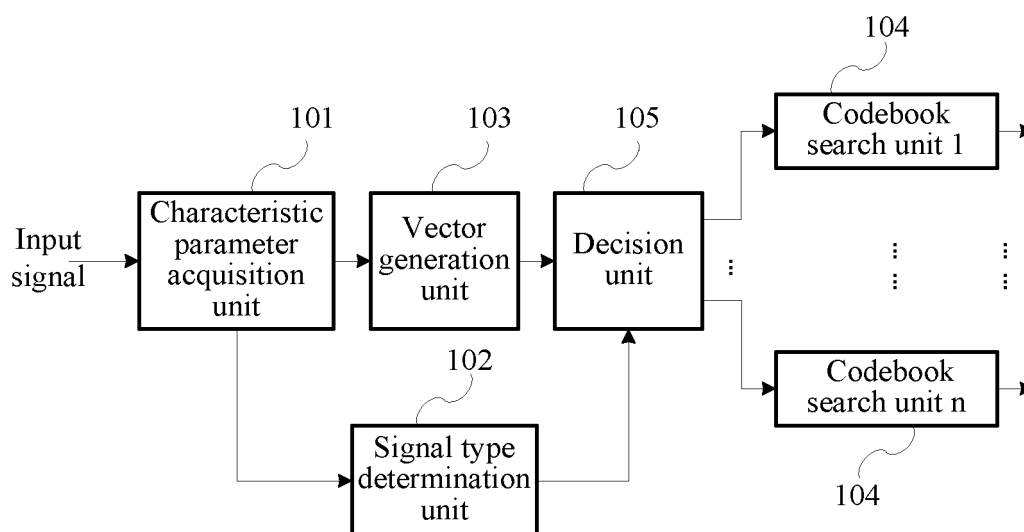 104
Codebook
search unit 1
101
103
105
Input
signal
Characteristic
parameter
acquisition
unit
Vector
generation
unit
Decision
unit
...
... ...
... ...
102
Signal type
determination
unit
Codebook
search unit n
104